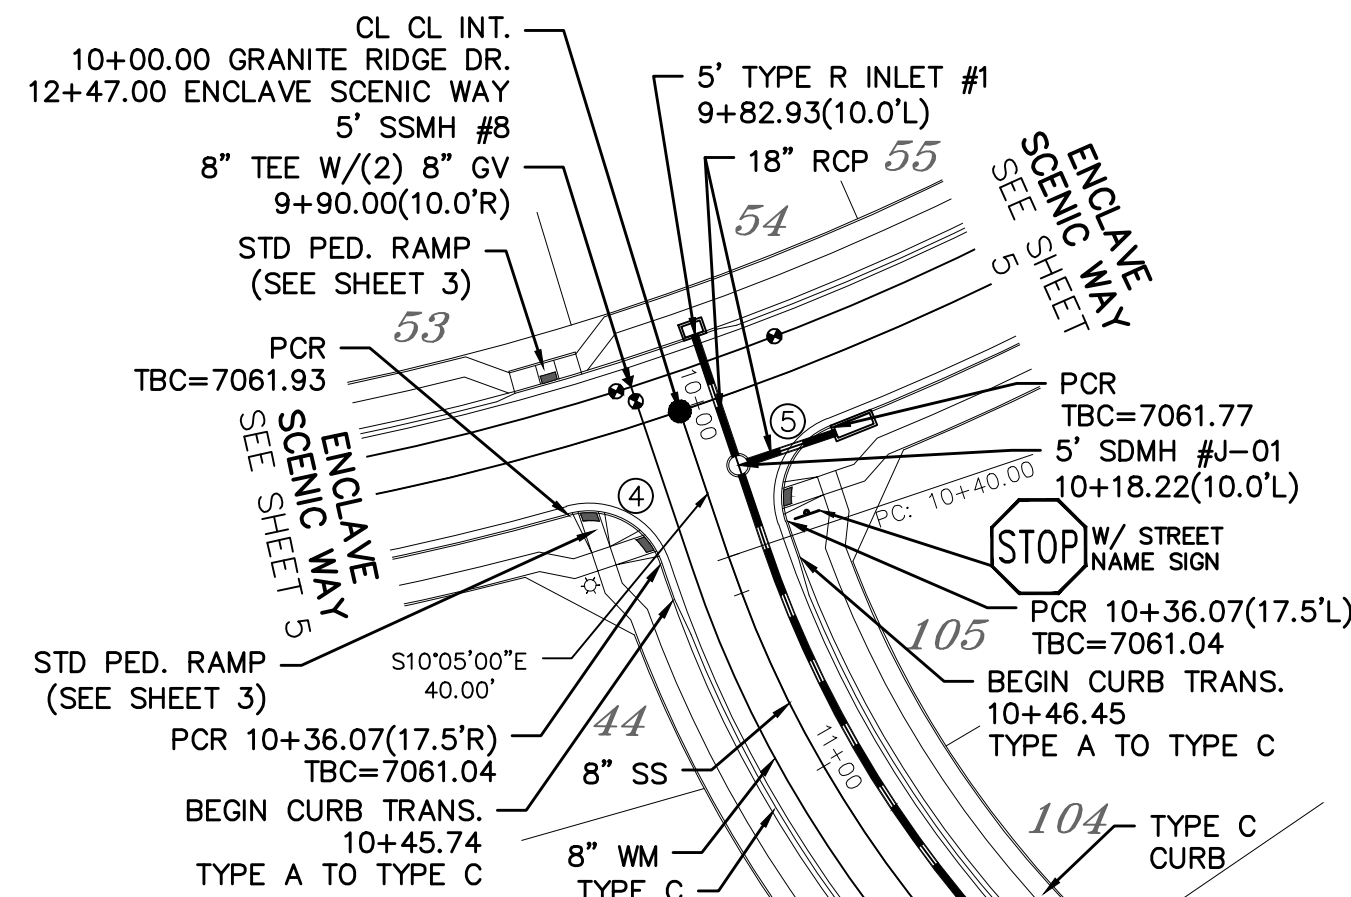 CL CL INT.
10+00.00 GRANITE RIDGE DR.
12+47.00 ENCLAVE SCENIC WAY
5' SSMH #8
8" TEE W/(2) 8" GV
9+90.00(10.0'R)
STD PED. RAMP
(SEE SHEET 3)
53
PCR
TBC=7061.93
5' TYPE R INLET #1
9+82.93(10.0'L)
18" RCP
55
54
ENCLAVE
SCENIC WAY
SEE SHEET
5
10+00
5
4
PCR
TBC=7061.77
5' SDMH #J-01
10+18.22(10.0'L)
PC: 10+40.00
STOP
W/ STREET
NAME SIGN
PCR 10+36.07(17.5'L)
TBC=7061.04
105
BEGIN CURB TRANS.
10+46.45
TYPE A TO TYPE C
ENCLAVE
SCENIC WAY
SEE SHEET 5
STD PED. RAMP
(SEE SHEET 3)
S10°05'00"E
40.00'
44
PCR 10+36.07(17.5'R)
TBC=7061.04
BEGIN CURB TRANS.
10+45.74
TYPE A TO TYPE C
8" SS
11+00
8" WM
TYPE C
104
TYPE C
CURB